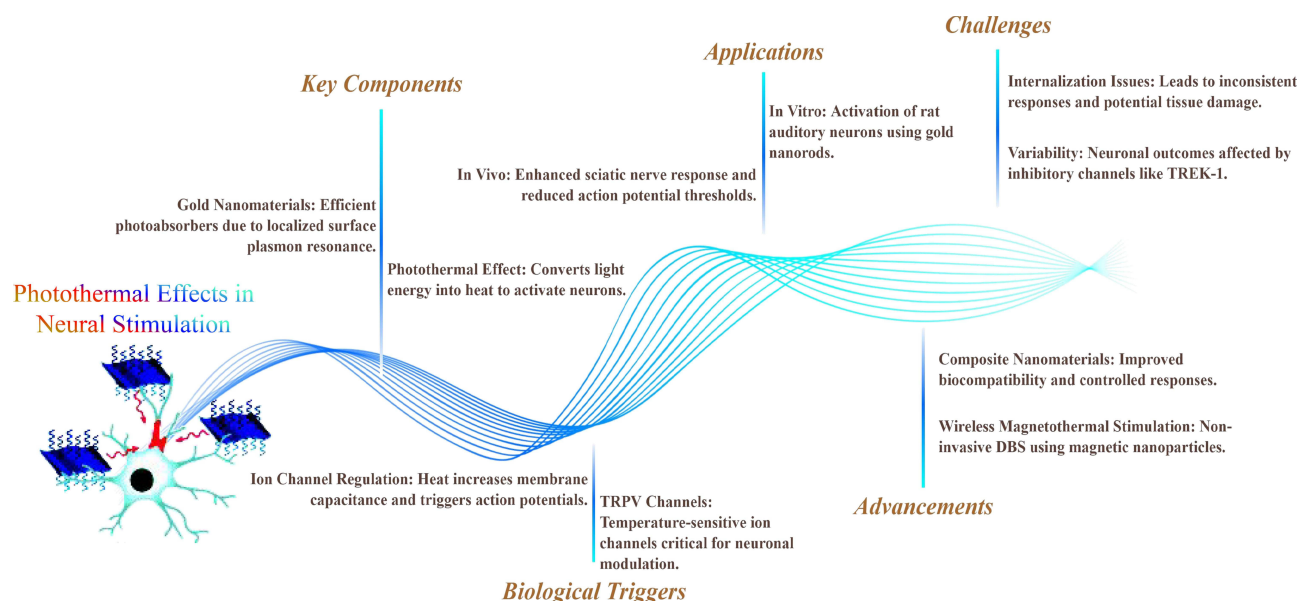 Photothermal Effects in
Neural Stimulation
Key Components
Gold Nanomaterials: Efficient
photoabsorbers due to localized surface
plasmon resonance.
Photothermal Effect: Converts light
energy into heat to activate neurons.
Ion Channel Regulation: Heat increases membrane
capacitance and triggers action potentials.
TRPV Channels:
Temperature-sensitive ion
channels critical for neuronal
modulation.
Biological Triggers
Applications
In Vitro: Activation of rat
auditory neurons using gold
nanorods.
In Vivo: Enhanced sciatic nerve response and
reduced action potential thresholds.
Challenges
Internalization Issues: Leads to inconsistent
responses and potential tissue damage.
Variability: Neuronal outcomes affected by
inhibitory channels like TREK-1.
Composite Nanomaterials: Improved
biocompatibility and controlled responses.
Wireless Magnetothermal Stimulation: Non-
invasive DBS using magnetic nanoparticles.
Advancements